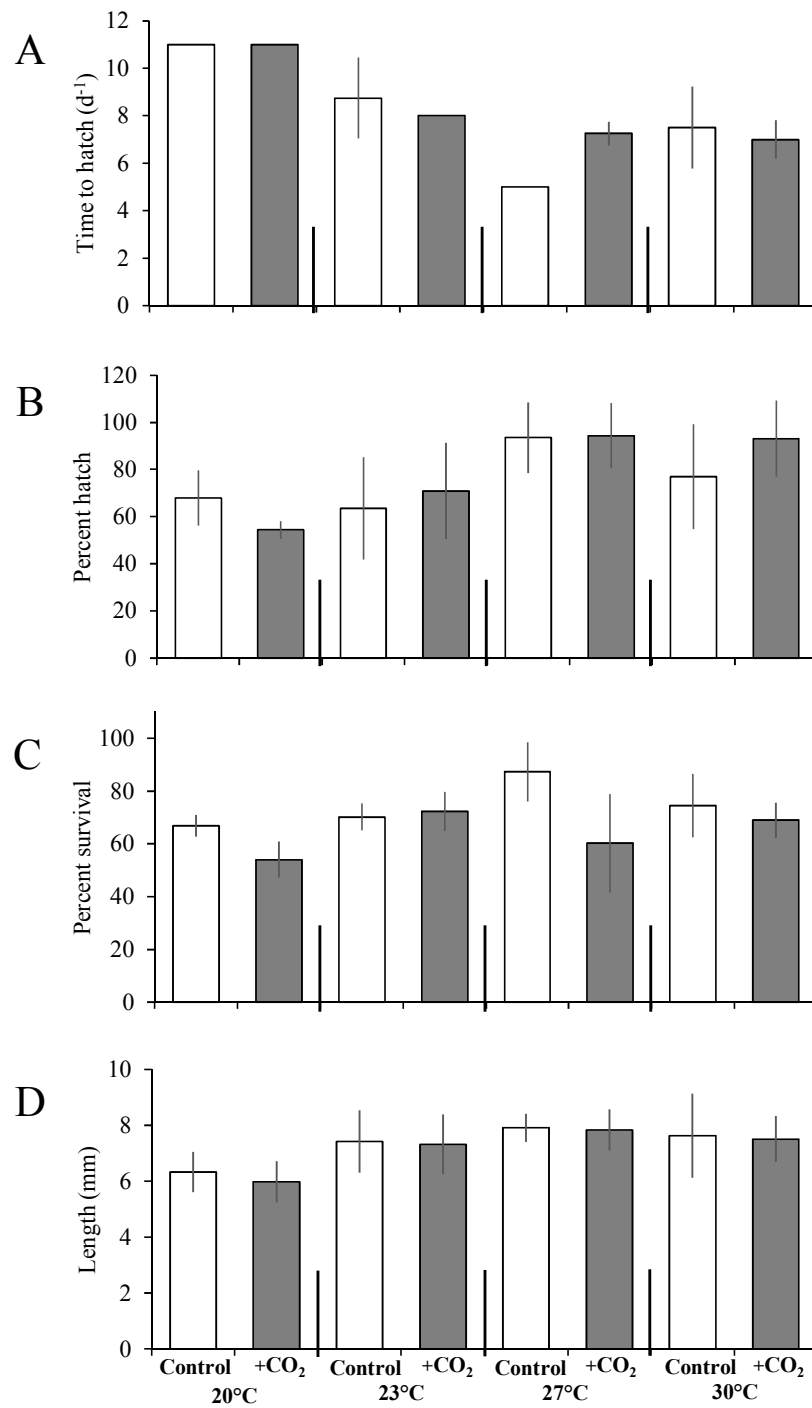 A
Time to hatch (d⁻¹)
12
10
8
6
4
2
0
B
Percent hatch
120
100
80
60
40
20
0
C
Percent survival
100
80
60
40
20
0
D
Length (mm)
10
8
6
4
2
0
Control +CO₂ Control +CO₂ Control +CO₂ Control +CO₂
20°C 23°C 27°C 30°C